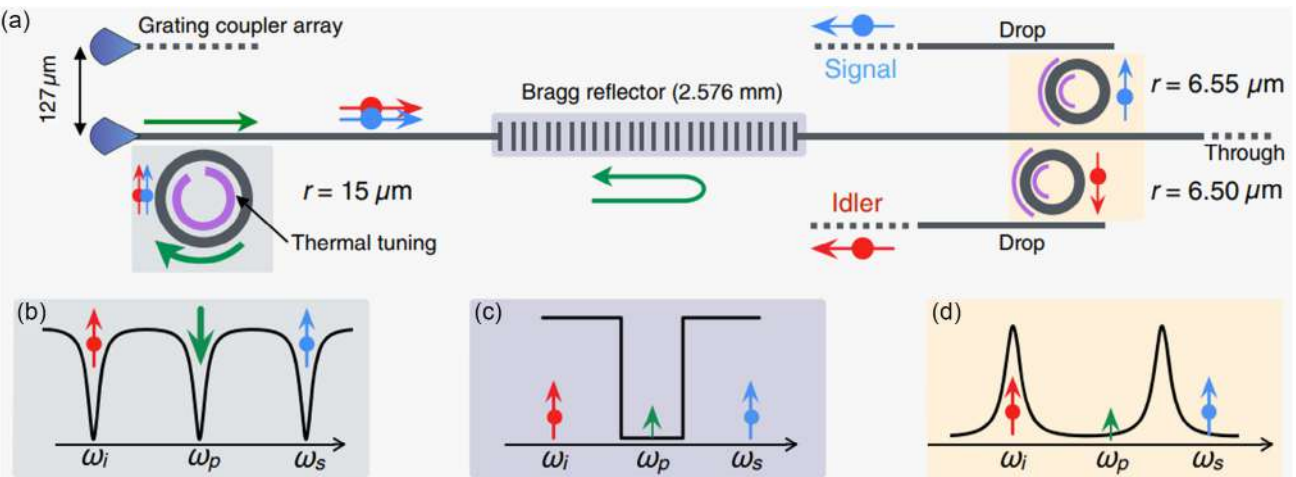 (a)
Grating coupler array
127 µm
Bragg reflector (2.576 mm)
Signal
Drop
r = 6.55 µm
Through
r = 15 µm
Thermal tuning
Idler
Drop
r = 6.50 µm
(b)
ωi ωp ωs
(c)
ωi ωp ωs
(d)
ωi ωp ωs